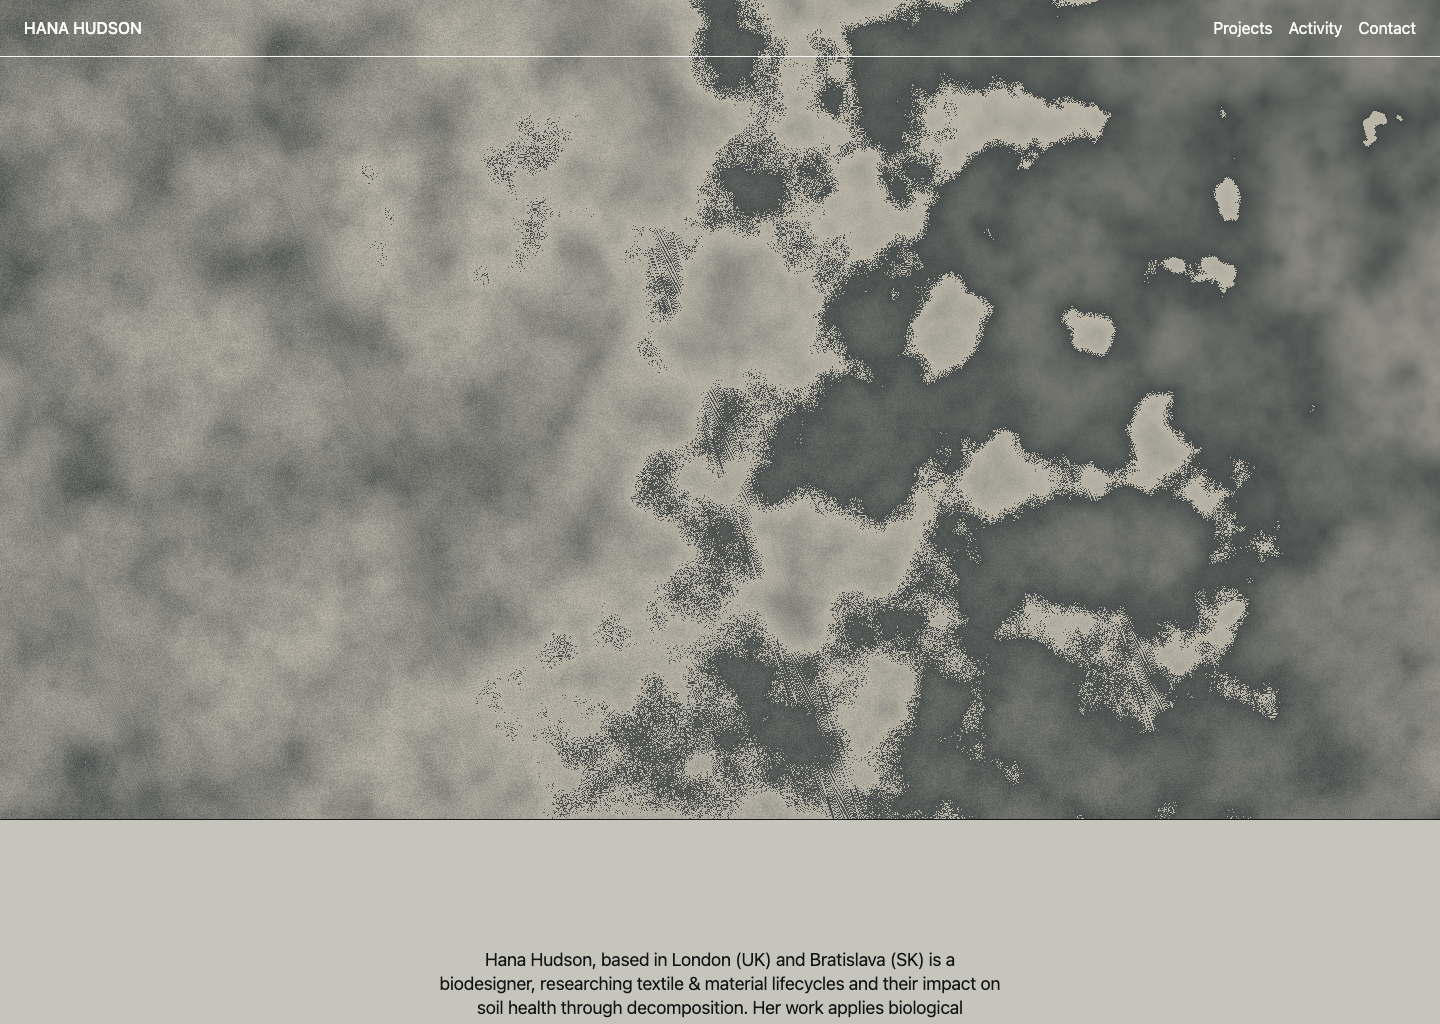 HANA HUDSON
Projects Activity Contact
Hana Hudson, based in London (UK) and Bratislava (SK) is a
biodesigner, researching textile & material lifecycles and their impact on
soil health through decomposition. Her work applies biological